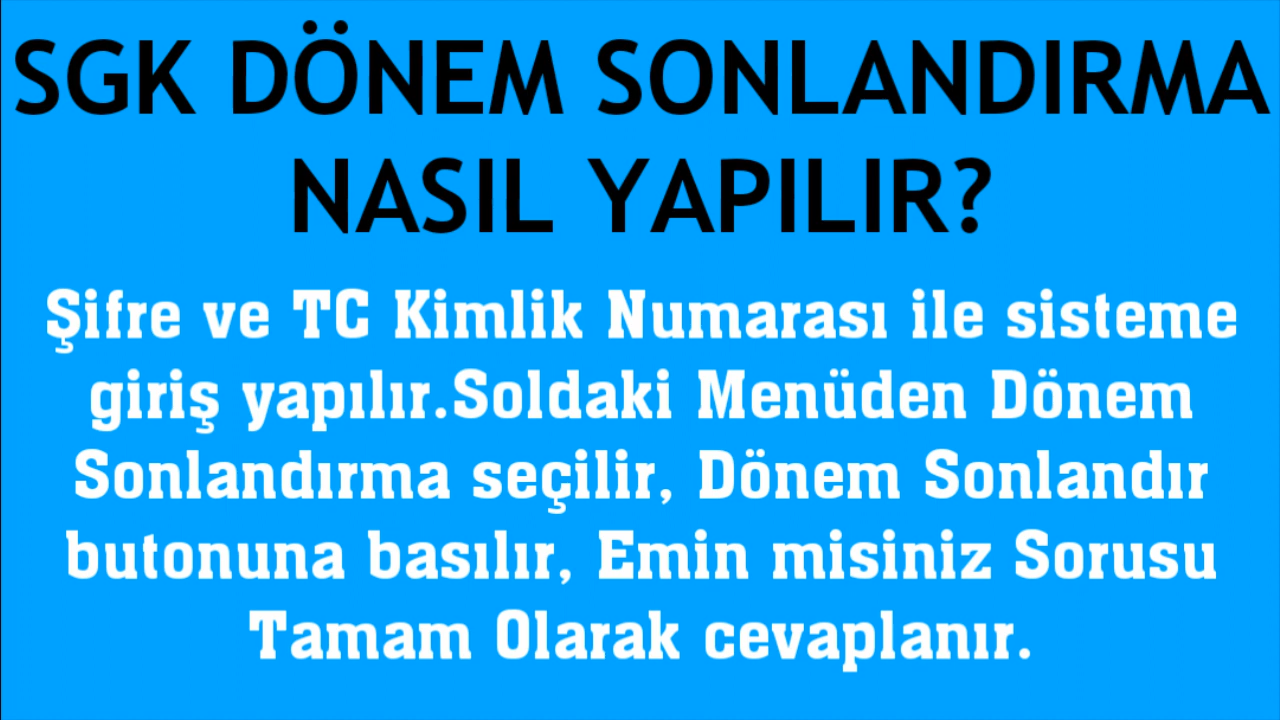 SGK DÖNEM SONLANDIRMA
NASIL YAPILIR?
Şifre ve TC Kimlik Numarası ile sisteme
giriş yapılır.Soldaki Menüden Dönem
Sonlandırma seçilir, Dönem Sonlandır
butonuna basılır, Emin misiniz Sorusu
Tamam Olarak cevaplanır.